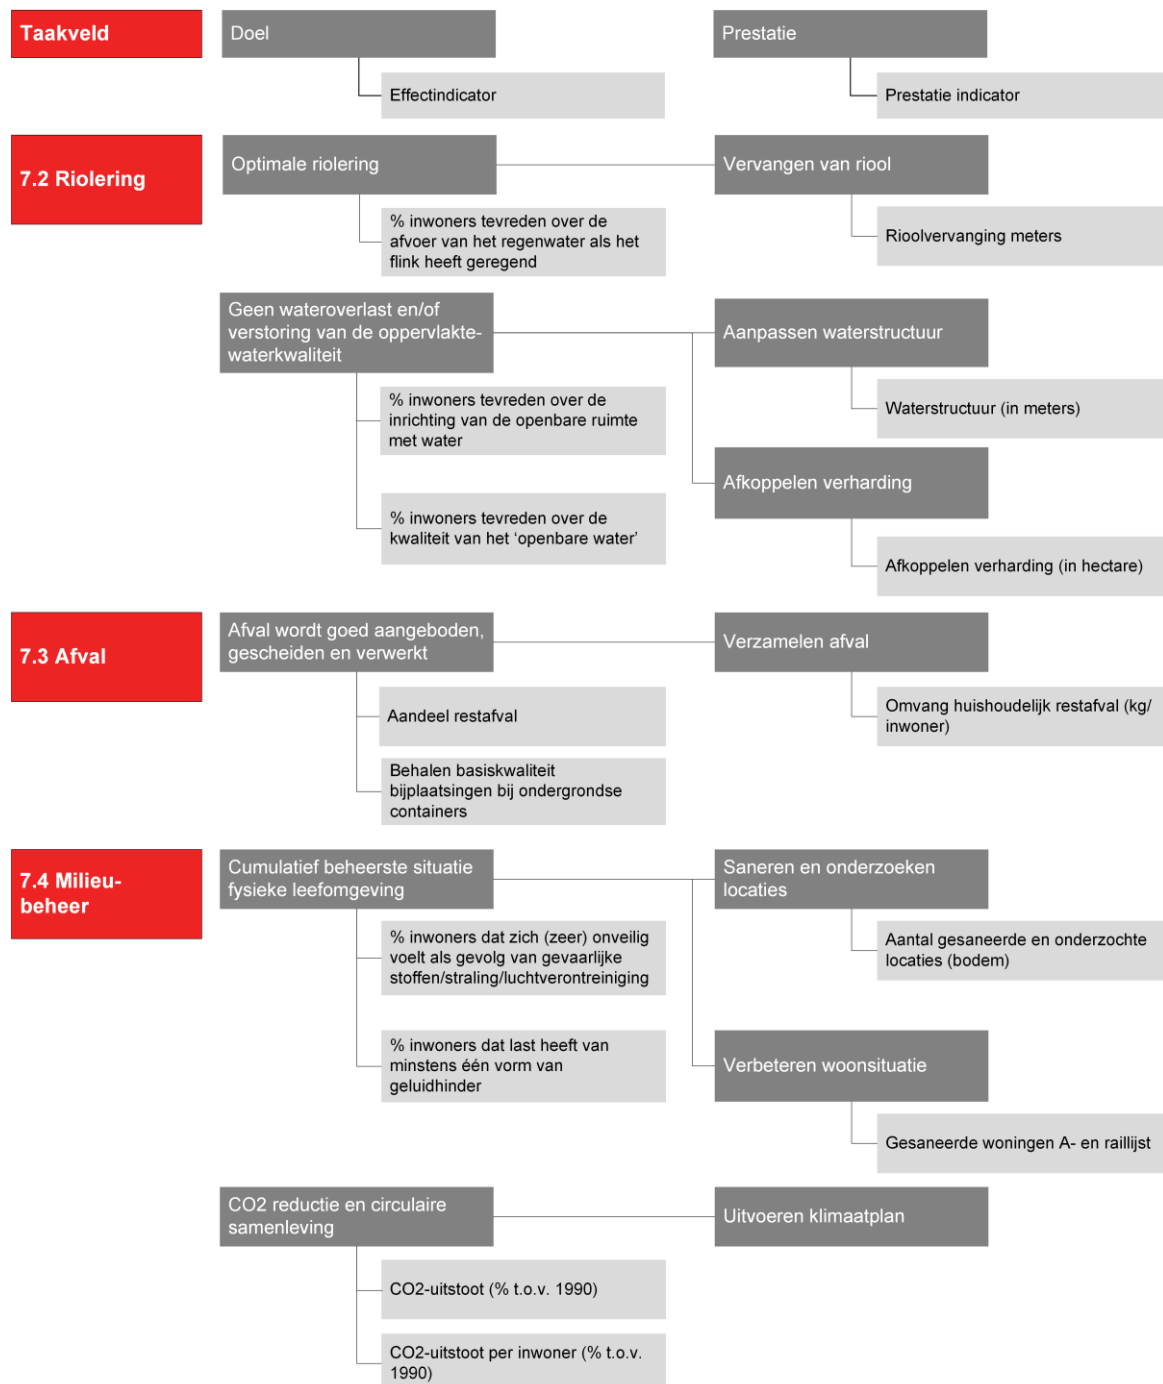 Taakveld
Doel
Prestatie
Effectindicator
Prestatie indicator
7.2 Riolering
Optimale riolering
Vervangen van riool
% inwoners tevreden over de
afvoer van het regenwater als het
flink heeft geregend
Rioolvervanging meters
Geen wateroverlast en/of
verstoring van de oppervlakte-
waterkwaliteit
Aanpassen waterstructuur
% inwoners tevreden over de
inrichting van de openbare ruimte
met water
Waterstructuur (in meters)
Afkoppelen verharding
% inwoners tevreden over de
kwaliteit van het ‘openbare water’
Afkoppelen verharding (in hectare)
7.3 Afval
Afval wordt goed aangeboden,
gescheiden en verwerkt
Verzamelen afval
Aandeel restafval
Omvang huishoudelijk restafval (kg/
inwoner)
Behalen basiskwaliteit
bijplaatsingen bij ondergrondse
containers
7.4 Milieu-
beheer
Cumulatief beheerste situatie
fysieke leefomgeving
Saneren en onderzoeken
locaties
% inwoners dat zich (zeer) onveilig
voelt als gevolg van gevaarlijke
stoffen/straling/luchtverontreiniging
Aantal gesaneerde en onderzochte
locaties (bodem)
% inwoners dat last heeft van
minstens één vorm van
geluidhinder
Verbeteren woonsituatie
Gesaneerde woningen A- en raillijst
CO2 reductie en circulaire
samenleving
Uitvoeren klimaatplan
CO2-uitstoot (% t.o.v. 1990)
CO2-uitstoot per inwoner (% t.o.v.
1990)